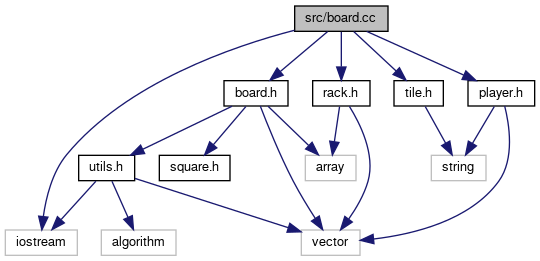 src/board.cc
board.h
rack.h
tile.h
player.h
utils.h
square.h
array
string
iostream
algorithm
vector